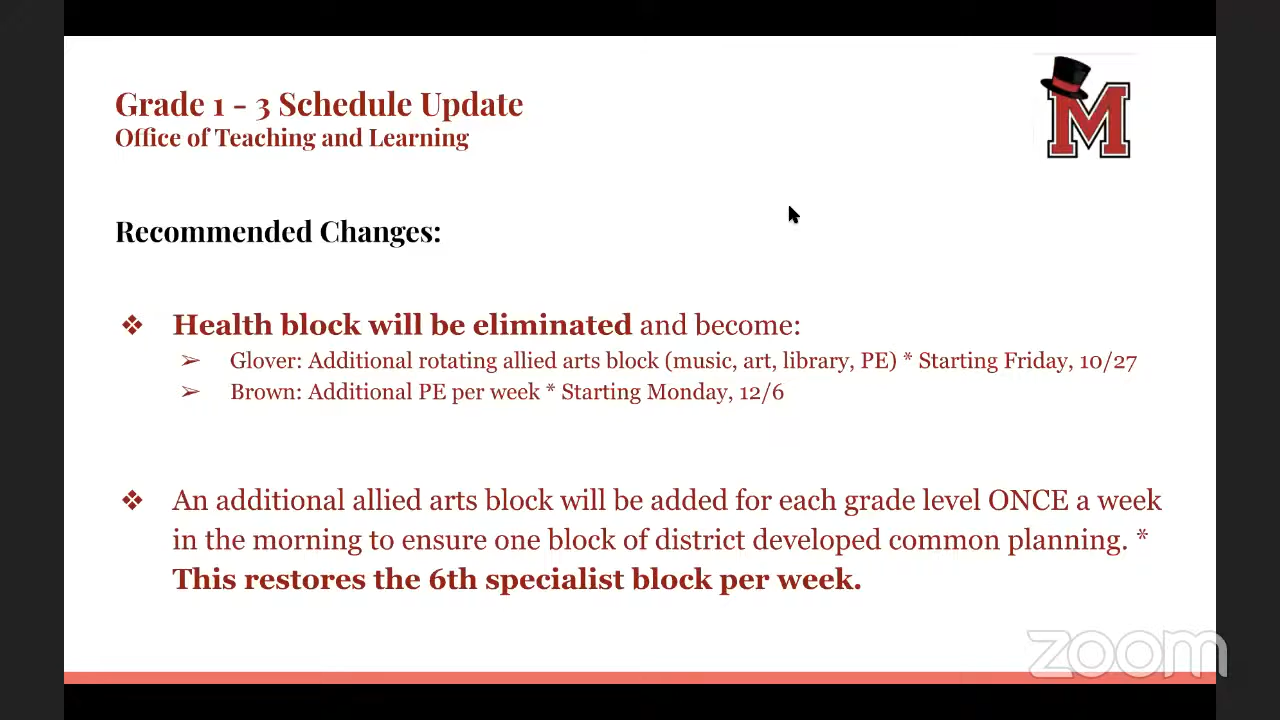 Grade 1 - 3 Schedule Update
Office of Teaching and Learning
M
Recommended Changes:
❖ Health block will be eliminated and become:
➢ Glover: Additional rotating allied arts block (music, art, library, PE) * Starting Friday, 10/27
➢ Brown: Additional PE per week * Starting Monday, 12/6
❖ An additional allied arts block will be added for each grade level ONCE a week
in the morning to ensure one block of district developed common planning. *
This restores the 6th specialist block per week.
zoom